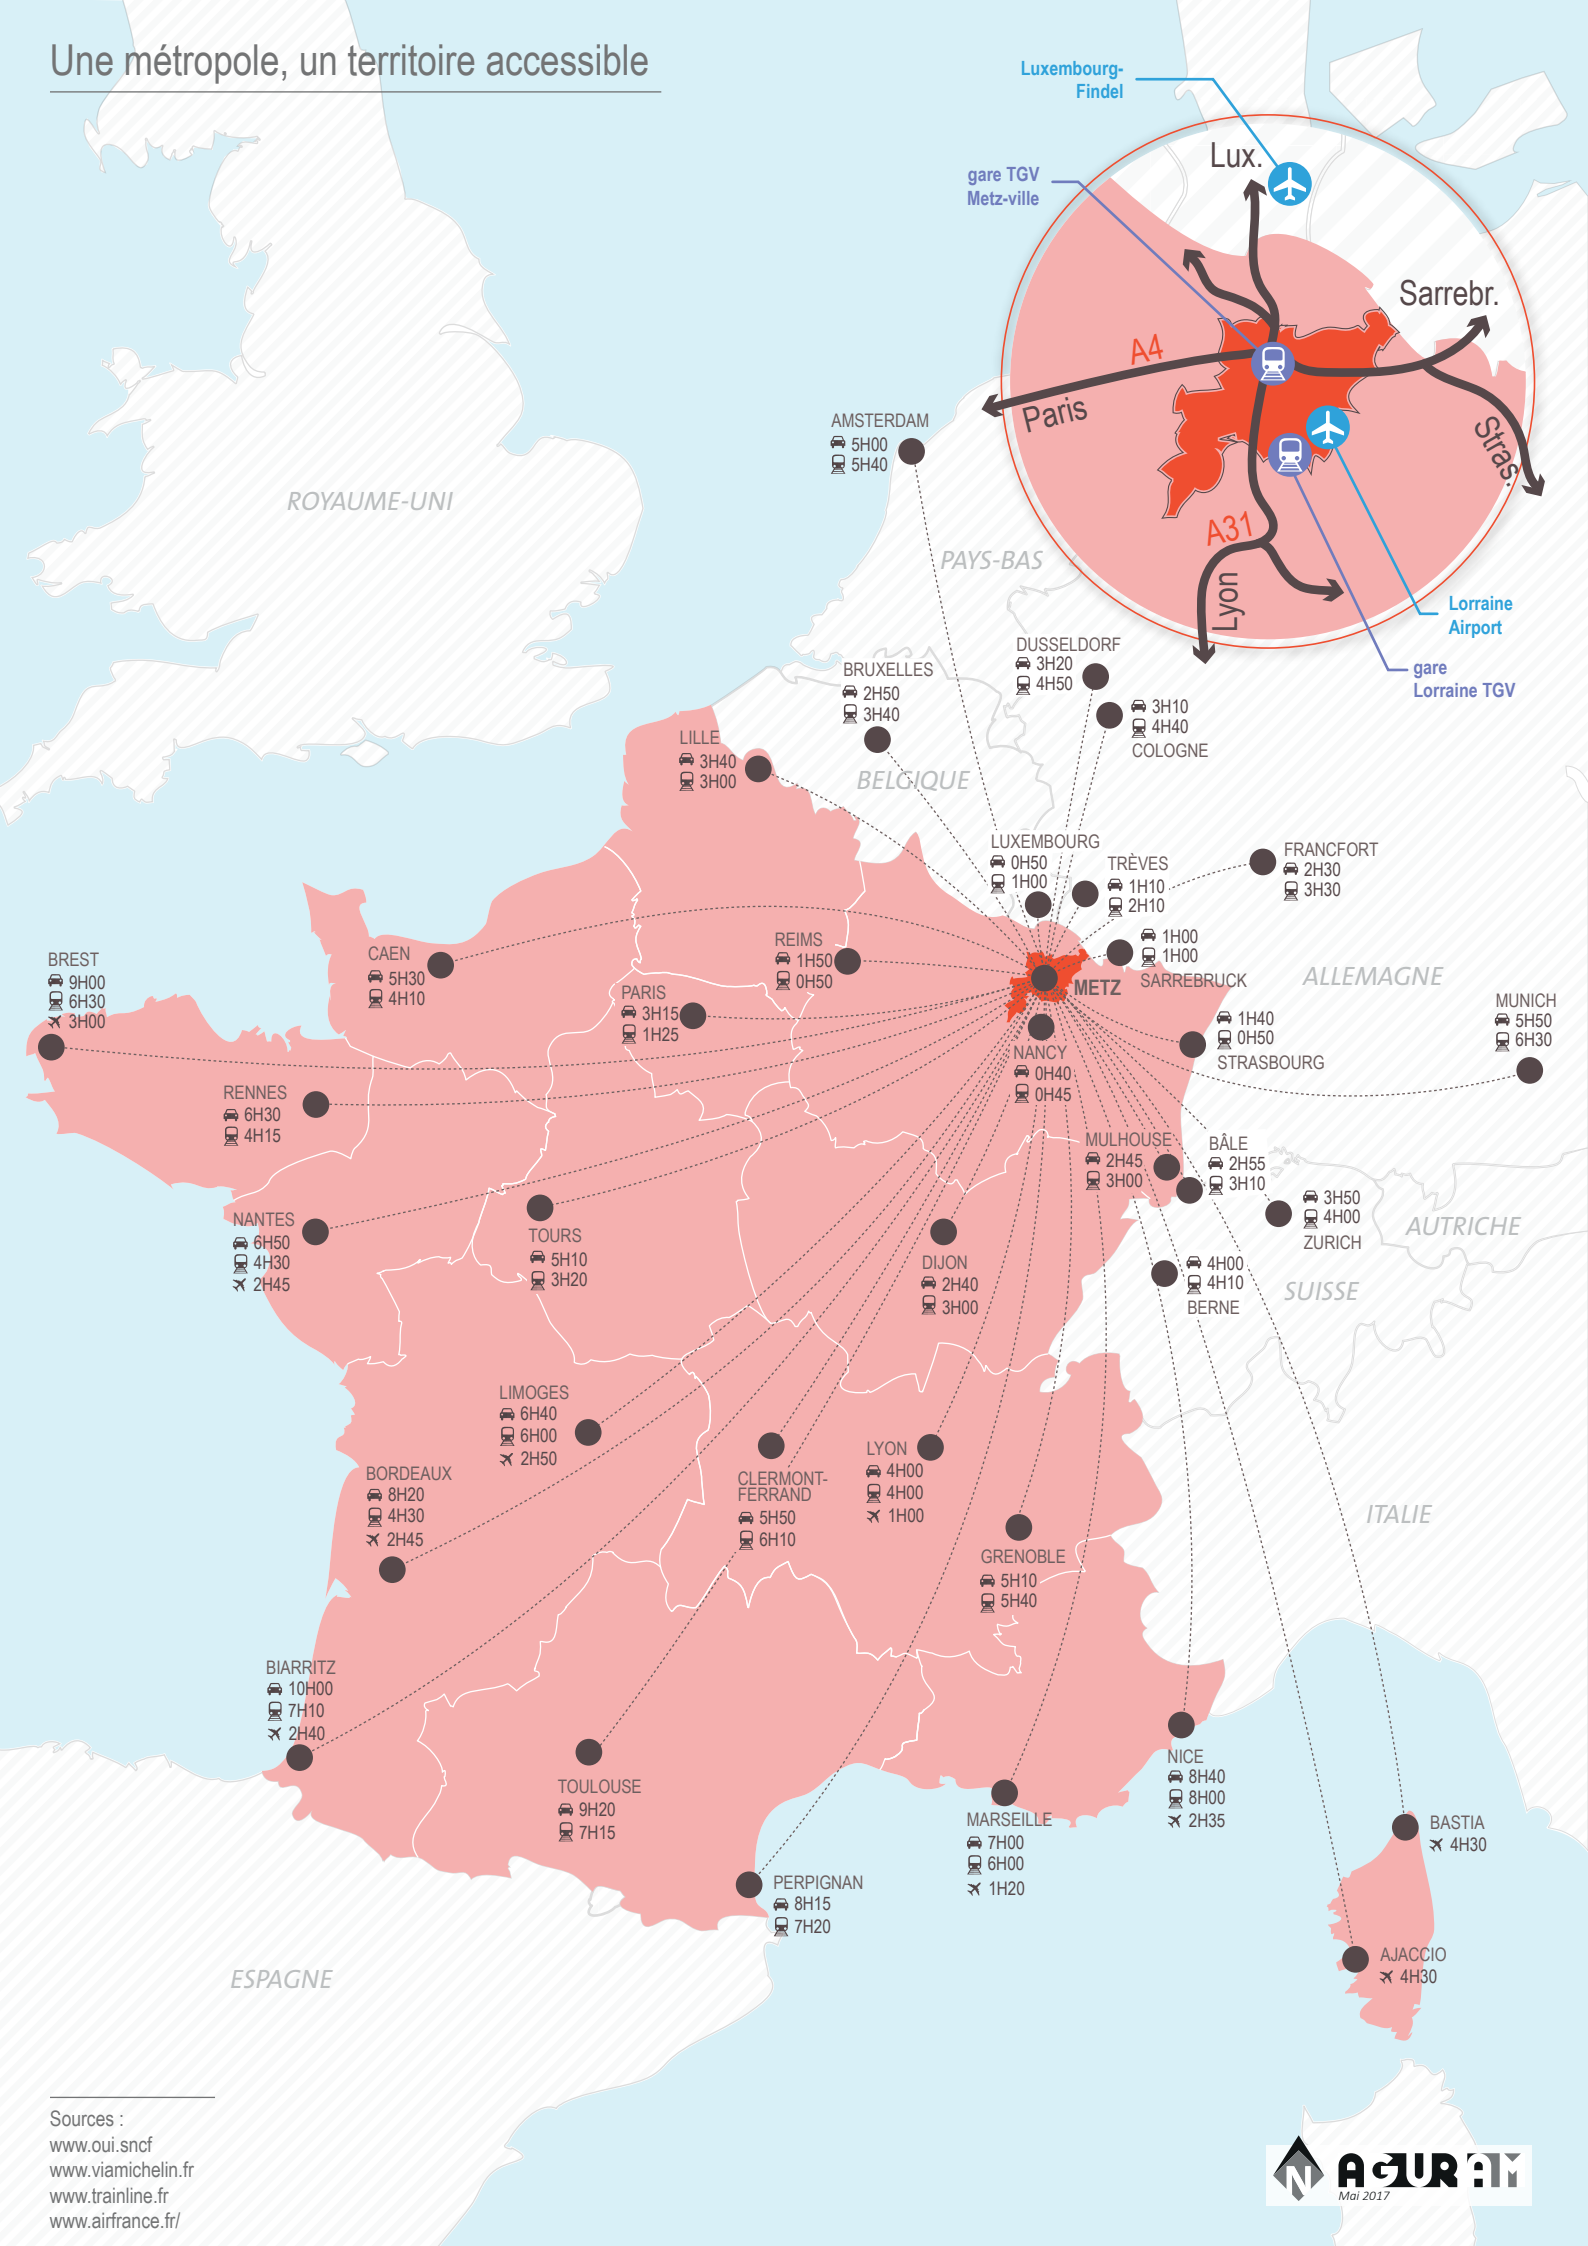 Une métropole, un territoire accessible
Luxembourg-
Findel
gare TGV
Metz-ville
Lux.
Sarrebr.
A4
Paris
Stras.
A31
Lyon
Lorraine
Airport
gare
Lorraine TGV
ROYAUME-UNI
AMSTERDAM
5H00
5H40
PAYS-BAS
DUSSELDORF
3H20
4H50
3H10
4H40
COLOGNE
BRUXELLES
2H50
3H40
BELGIQUE
LILLE
3H40
3H00
LUXEMBOURG
0H50
1H00
TRÈVES
1H10
2H10
FRANCFORT
2H30
3H30
1H00
1H00
SARREBRUCK
ALLEMAGNE
METZ
REIMS
1H50
0H50
CAEN
5H30
4H10
PARIS
3H15
1H25
BREST
9H00
6H30
3H00
MUNICH
5H50
6H30
1H40
0H50
STRASBOURG
NANCY
0H40
0H45
RENNES
6H30
4H15
MULHOUSE
2H45
3H00
BÂLE
2H55
3H10
3H50
4H00
ZURICH
AUTRICHE
NANTES
6H50
4H30
2H45
TOURS
5H10
3H20
DIJON
2H40
3H00
4H00
4H10
BERNE
SUISSE
LIMOGES
6H40
6H00
2H50
BORDEAUX
8H20
4H30
2H45
CLERMONT-
FERRAND
5H50
6H10
LYON
4H00
4H00
1H00
ITALIE
GRENOBLE
5H10
5H40
BIARRITZ
10H00
7H10
2H40
TOULOUSE
9H20
7H15
NICE
8H40
8H00
2H35
MARSEILLE
7H00
6H00
1H20
PERPIGNAN
8H15
7H20
BASTIA
4H30
AJACCIO
4H30
ESPAGNE
Sources :
www.oui.sncf
www.viamichelin.fr
www.trainline.fr
www.airfrance.fr/
N
AGURAM
Mai 2017